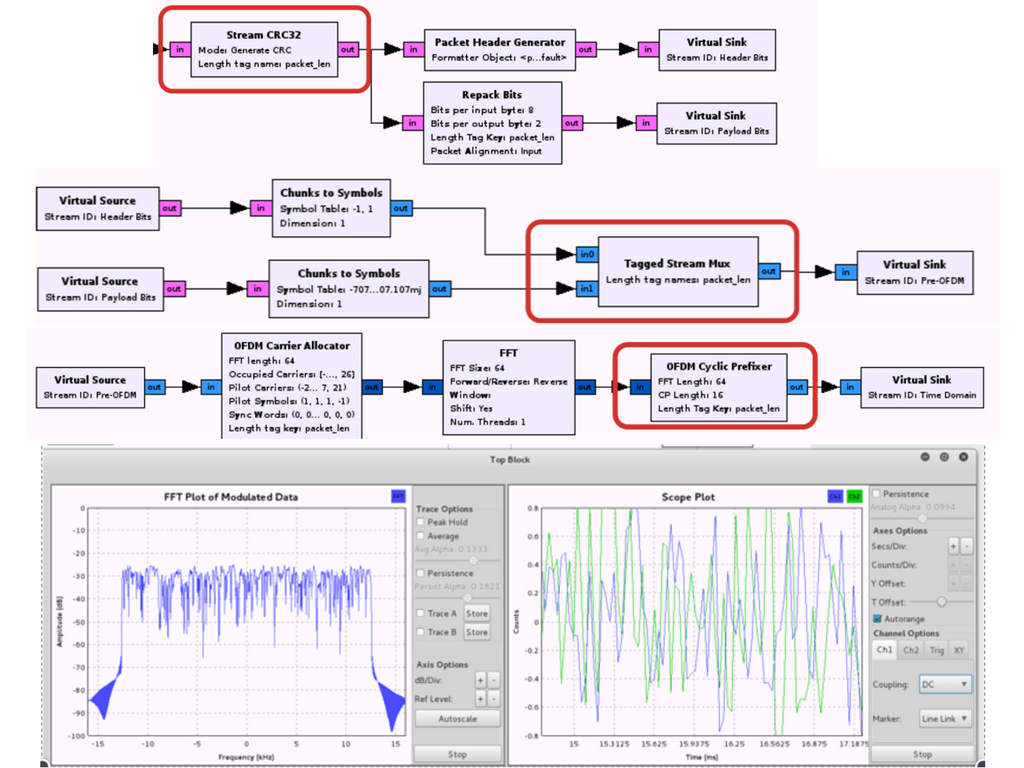 Stream CRC32
in
Mode: Generate CRC
out
Length tag name: packet_len
in
Packet Header Generator
Formatter Object: <p...fault>
out
in
Virtual Sink
Stream ID: Header Bits
in
Repack Bits
Bits per input byte: 8
Bits per output byte: 2
Length Tag Key: packet_len
Packet Alignment: Input
out
in
Virtual Sink
Stream ID: Payload Bits
Virtual Source
Stream ID: Header Bits
out
in
Chunks to Symbols
Symbol Table: -1, 1
Dimension: 1
out
Virtual Source
Stream ID: Payload Bits
out
in
Chunks to Symbols
Symbol Table: -707...07.107mj
Dimension: 1
out
in0
in1
Tagged Stream Mux
Length tag names: packet_len
out
in
Virtual Sink
Stream ID: Pre-OFDM
Virtual Source
Stream ID: Pre-OFDM
out
in
OFDM Carrier Allocator
FFT length: 64
Occupied Carriers: [-..., 26]
Pilot Carriers: (-2... 7, 21)
Pilot Symbols: (1, 1, 1, -1)
Sync Words: (0, 0... 0, 0, 0)
Length tag key: packet_len
out
in
FFT
FFT Size: 64
Forward/Reverse: Reverse
Window:
Shift: Yes
Num. Threads: 1
out
in
OFDM Cyclic Prefixer
FFT Length: 64
CP Length: 16
Length Tag Key: packet_len
out
in
Virtual Sink
Stream ID: Time Domain
Top Block
FFT Plot of Modulated Data
FFT
Amplitude (dB)
0
-10
-20
-30
-40
-50
-60
-70
-80
-90
-100
-15
-10
-5
0
5
10
15
Frequency (kHz)
Trace Options
Peak Hold
Average
Avg Alpha: 0.1333
Persistence
Persist Alpha: 0.1821
Trace A
Store
Trace B
Store
Axis Options
dB/Div:
+
-
Ref Level:
+
-
Autoscale
Stop
Scope Plot
Ch1
Ch2
Counts
0.8
0.6
0.4
0.2
0
-0.2
-0.4
-0.6
-0.8
15
15.3125
15.625
15.9375
16.25
16.5625
16.875
17.1875
Time (ms)
Persistence
Analog Alpha: 0.0994
Axes Options
Secs/Div:
+
-
Counts/Div:
+
-
Y Offset:
+
-
T Offset:
Autorange
Channel Options
Ch1
Ch2
Trig
XY
Coupling:
DC
Marker:
Line Link
Stop